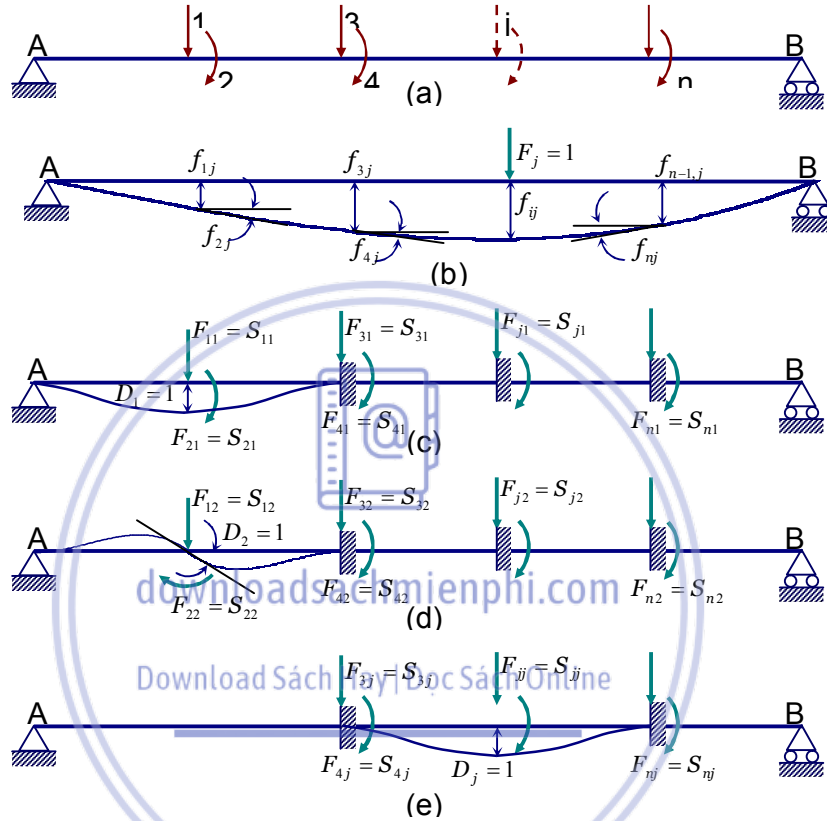 1 3 i
A B
2 4 n
(a)
F_j = 1
f_{1j} f_{3j} f_{ij} f_{n-1,j}
A B
f_{2j} f_{4j} f_{nj}
(b)
F_{11} = S_{11} F_{31} = S_{31} F_{j1} = S_{j1}
A B
D_1 = 1
F_{21} = S_{21} F_{41} = S_{41} F_{n1} = S_{n1}
@
(c)
F_{12} = S_{12} F_{32} = S_{32} F_{j2} = S_{j2}
D_2 = 1
A B
F_{22} = S_{22} F_{42} = S_{42} F_{n2} = S_{n2}
downloadsachmienphi.com
(d)
Download Sách Hay | Đọc Sách Online
F_{3j} = S_{3j} F_{jj} = S_{jj}
A B
F_{4j} = S_{4j} D_j = 1 F_{nj} = S_{nj}
(e)